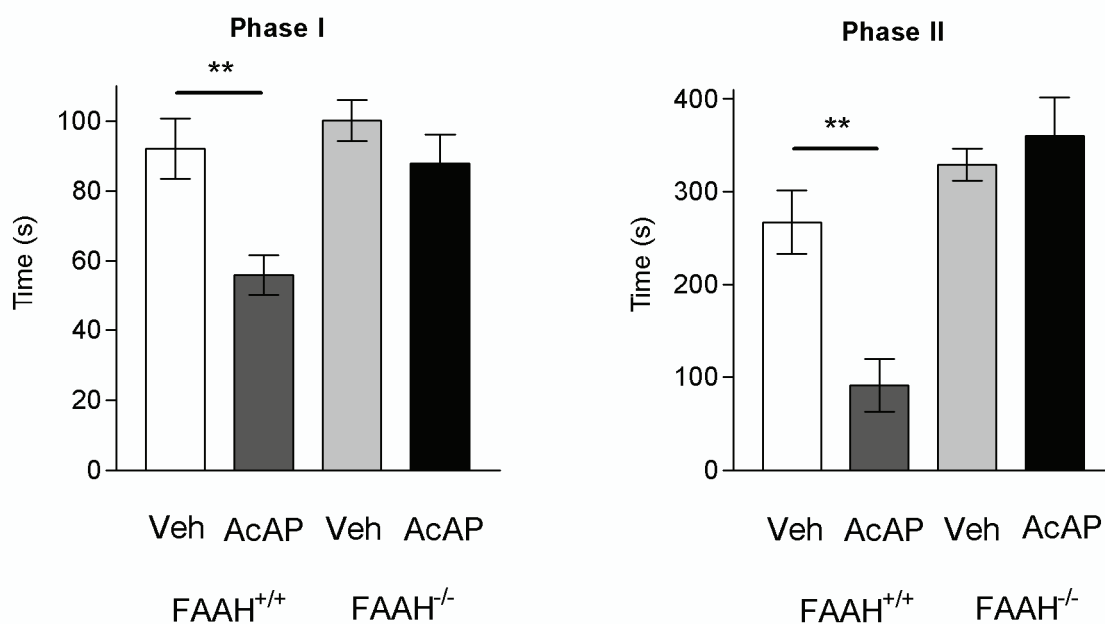 Phase I
**
Time (s)
100
80
60
40
20
0
Veh AcAP Veh AcAP
FAAH+/+ FAAH-/-
Phase II
**
Time (s)
400
300
200
100
0
Veh AcAP Veh AcAP
FAAH+/+ FAAH-/-